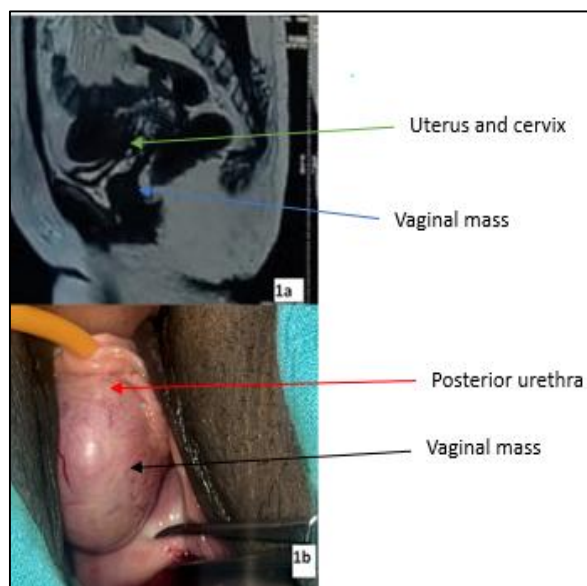 Uterus and cervix
Vaginal mass
1a
Posterior urethra
Vaginal mass
1b